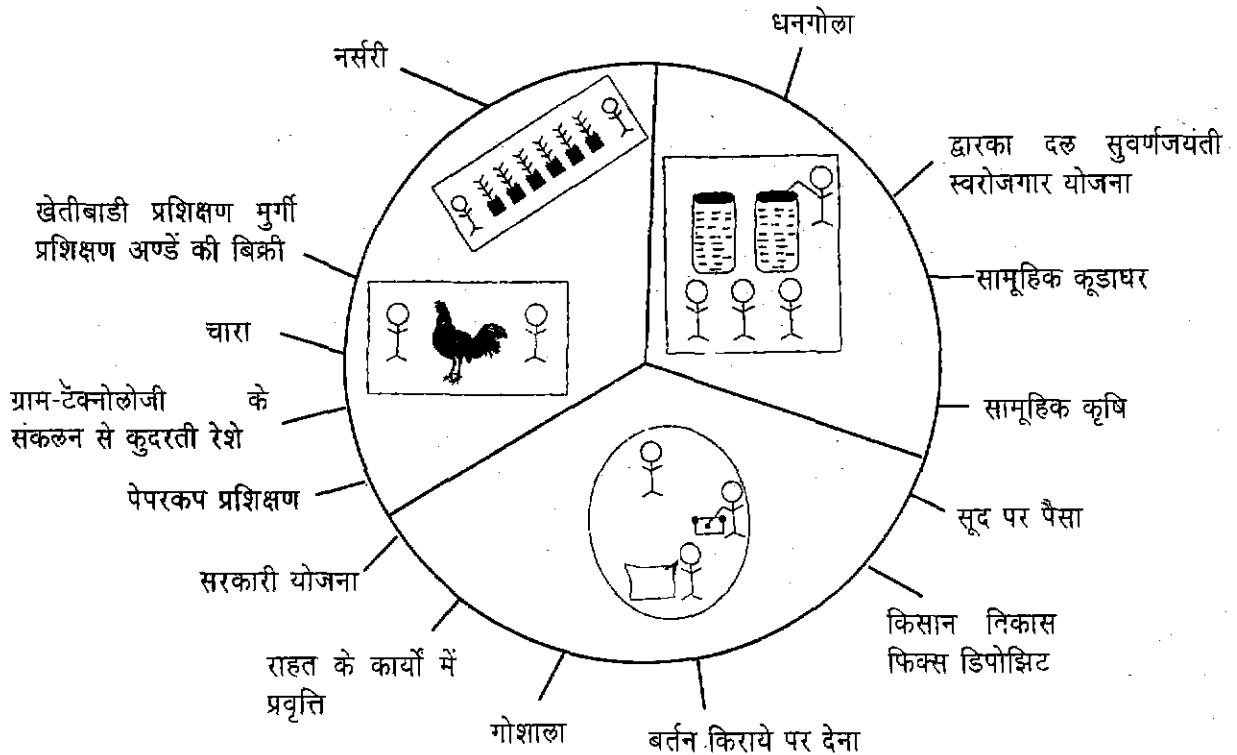 धनगोला
नर्सरी
द्वारका दल सुवर्णजयंती
स्वरोजगार योजना
खेतीबाडी प्रशिक्षण मुर्गी
प्रशिक्षण अण्डें की बिक्री
सामूहिक कूडाघर
चारा
ग्राम-टॅक्नोलोजी के
संकलन से कुदरती रेशे
सामूहिक कृषि
पेपरकप प्रशिक्षण
सूद पर पैसा
सरकारी योजना
किसान विकास
फिक्स डिपोझिट
राहत के कार्यों में
प्रवृत्ति
गोशाला
बर्तन किराये पर देना